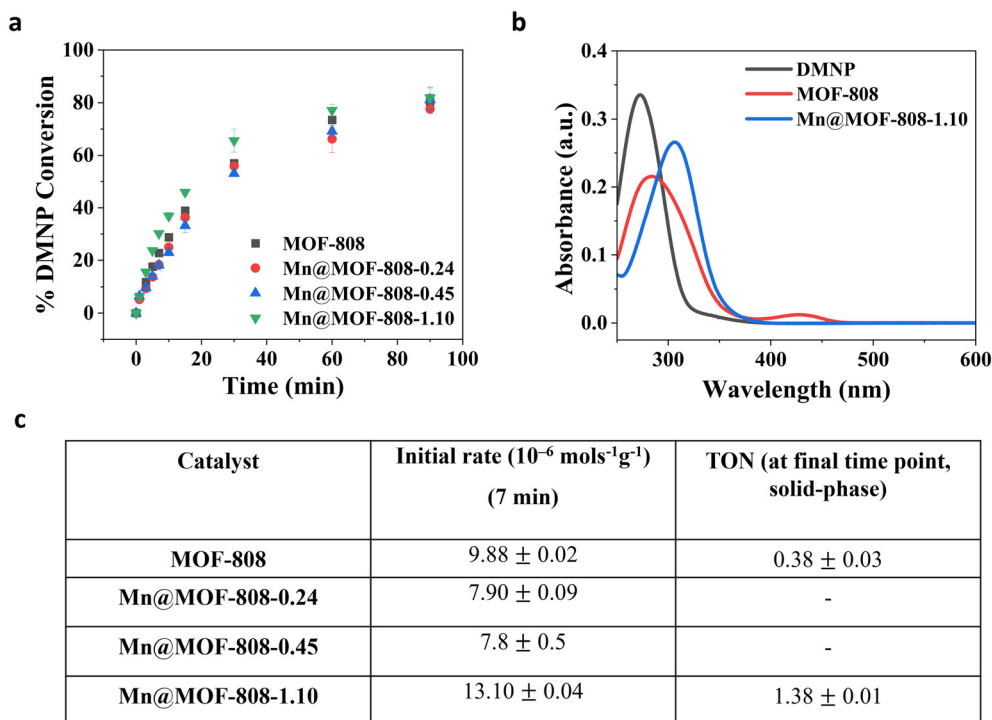 a
% DMNP Conversion
100
80
60
40
20
0
MOF-808
Mn@MOF-808-0.24
Mn@MOF-808-0.45
Mn@MOF-808-1.10
0 20 40 60 80 100
Time (min)
b
Absorbance (a.u.)
0.4
0.3
0.2
0.1
0.0
DMNP
MOF-808
Mn@MOF-808-1.10
300 400 500 600
Wavelength (nm)
c
Catalyst
Initial rate (10⁻⁶ mols⁻¹g⁻¹)
(7 min)
TON (at final time point,
solid-phase)
MOF-808 9.88 ± 0.02 0.38 ± 0.03
Mn@MOF-808-0.24 7.90 ± 0.09 -
Mn@MOF-808-0.45 7.8 ± 0.5 -
Mn@MOF-808-1.10 13.10 ± 0.04 1.38 ± 0.01